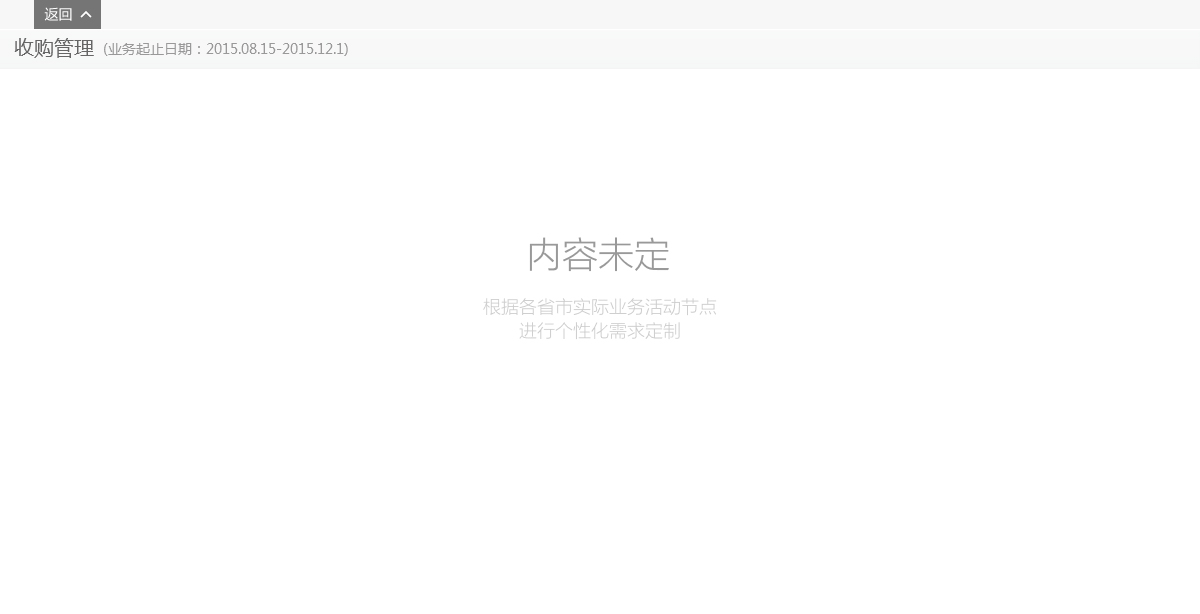 返回
收购管理 (业务起止日期：2015.08.15-2015.12.1)
内容未定
根据各省市实际业务活动节点
进行个性化需求定制